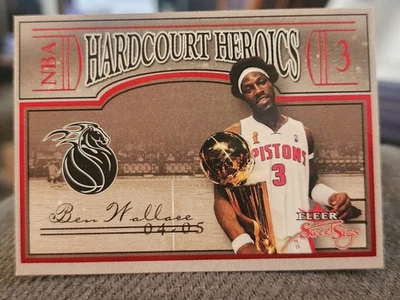 NBA
HARDCOURT HEROICS
3
PISTONS
3
Ben Wallace
04-05
FLEER
Sweet Sigs